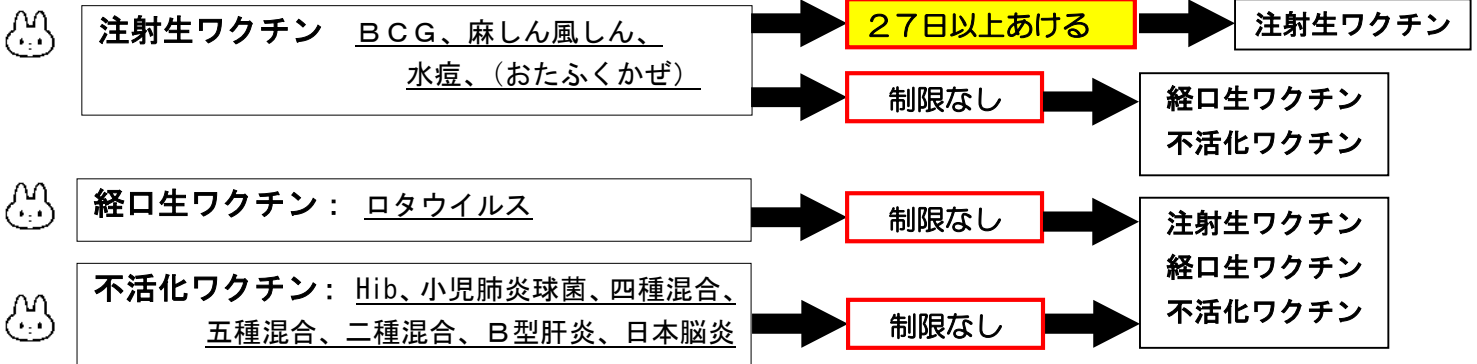 注射生ワクチン　ＢＣＧ、麻しん風しん、
水痘、（おたふくかぜ）
２７日以上あける
注射生ワクチン
制限なし
経口生ワクチン
不活化ワクチン
経口生ワクチン：　ロタウイルス
制限なし
不活化ワクチン：　Hib、小児肺炎球菌、四種混合、
五種混合、二種混合、Ｂ型肝炎、日本脳炎
制限なし
注射生ワクチン
経口生ワクチン
不活化ワクチン